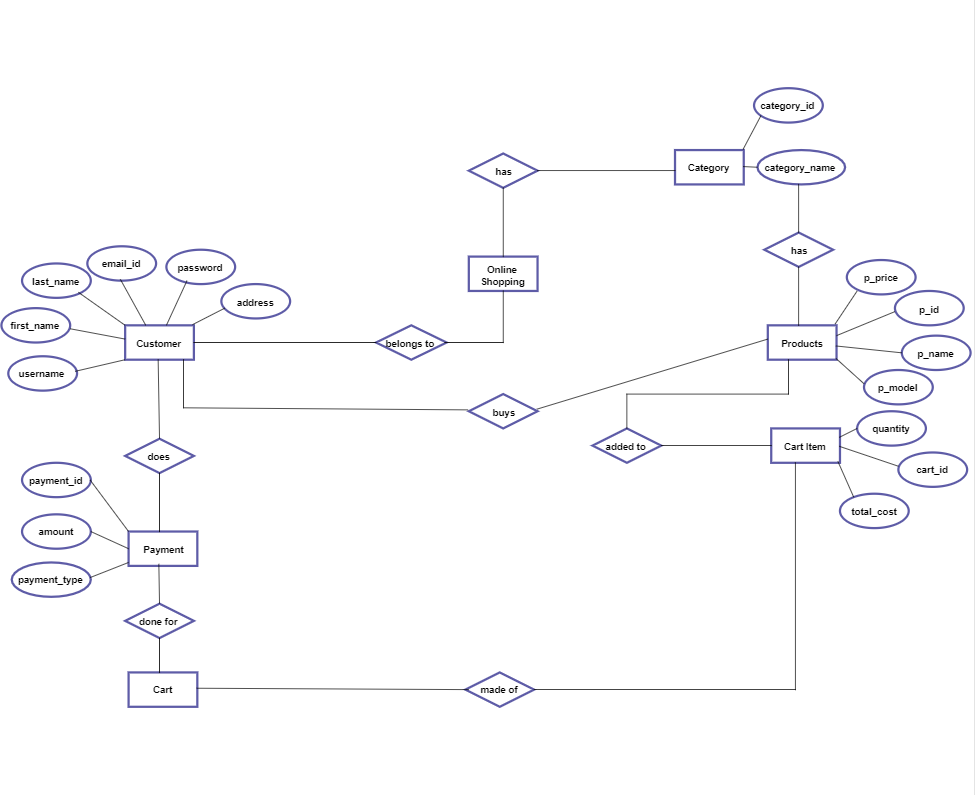 category_id
has
Category
category_name
has
email_id
password
last_name
Online
Shopping
p_price
address
p_id
first_name
Customer
belongs to
Products
p_name
username
p_model
buys
quantity
does
added to
Cart Item
cart_id
payment_id
total_cost
amount
Payment
payment_type
done for
Cart
made of